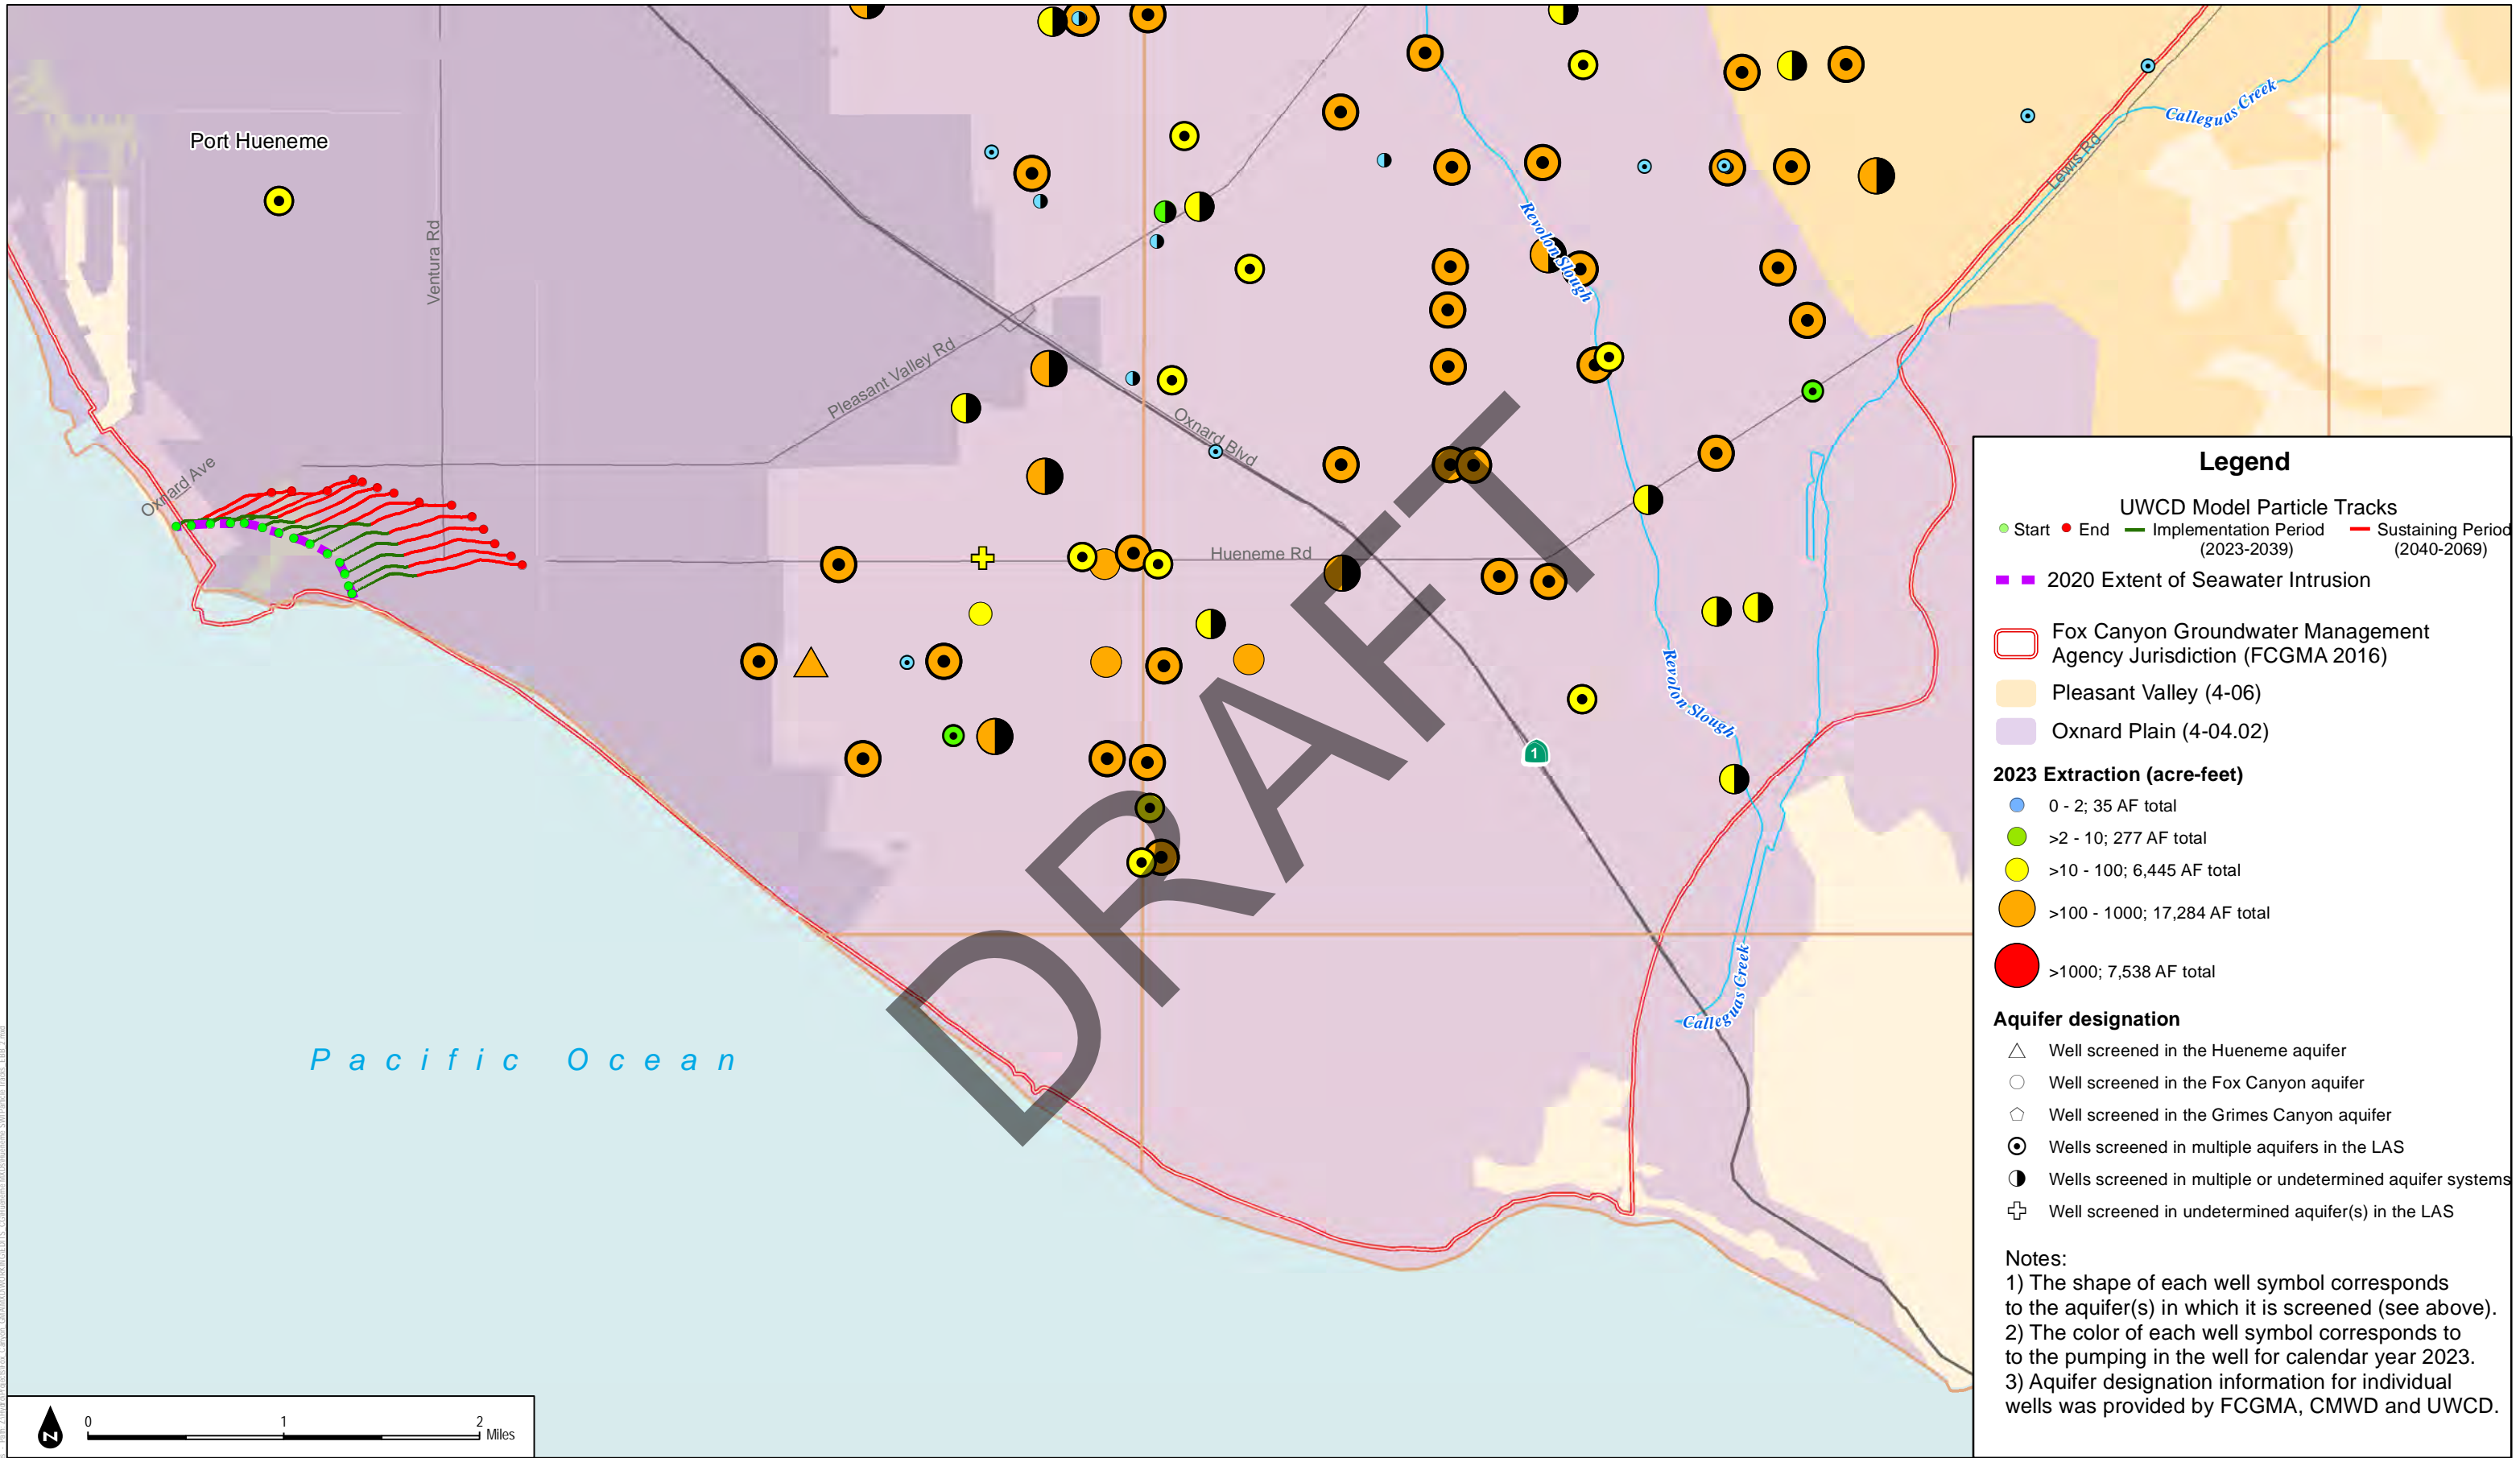 Port Hueneme
Ventura Rd
Oxnard Ave
Pleasant Valley Rd
Oxnard Blvd
Hueneme Rd
Revolon Slough
Revolon Slough
Calleguas Creek
Lewis Rd
Calleguas Creek
1
Pacific Ocean
DRAFT
N
0 1 2
Miles
Legend
UWCD Model Particle Tracks
Start End Implementation Period Sustaining Period
(2023-2039) (2040-2069)
2020 Extent of Seawater Intrusion
Fox Canyon Groundwater Management
Agency Jurisdiction (FCGMA 2016)
Pleasant Valley (4-06)
Oxnard Plain (4-04.02)
2023 Extraction (acre-feet)
0 - 2; 35 AF total
>2 - 10; 277 AF total
>10 - 100; 6,445 AF total
>100 - 1000; 17,284 AF total
>1000; 7,538 AF total
Aquifer designation
Well screened in the Hueneme aquifer
Well screened in the Fox Canyon aquifer
Well screened in the Grimes Canyon aquifer
Wells screened in multiple aquifers in the LAS
Wells screened in multiple or undetermined aquifer systems
Well screened in undetermined aquifer(s) in the LAS
Notes:
1) The shape of each well symbol corresponds
to the aquifer(s) in which it is screened (see above).
2) The color of each well symbol corresponds to
to the pumping in the well for calendar year 2023.
3) Aquifer designation information for individual
wells was provided by FCGMA, CMWD and UWCD.